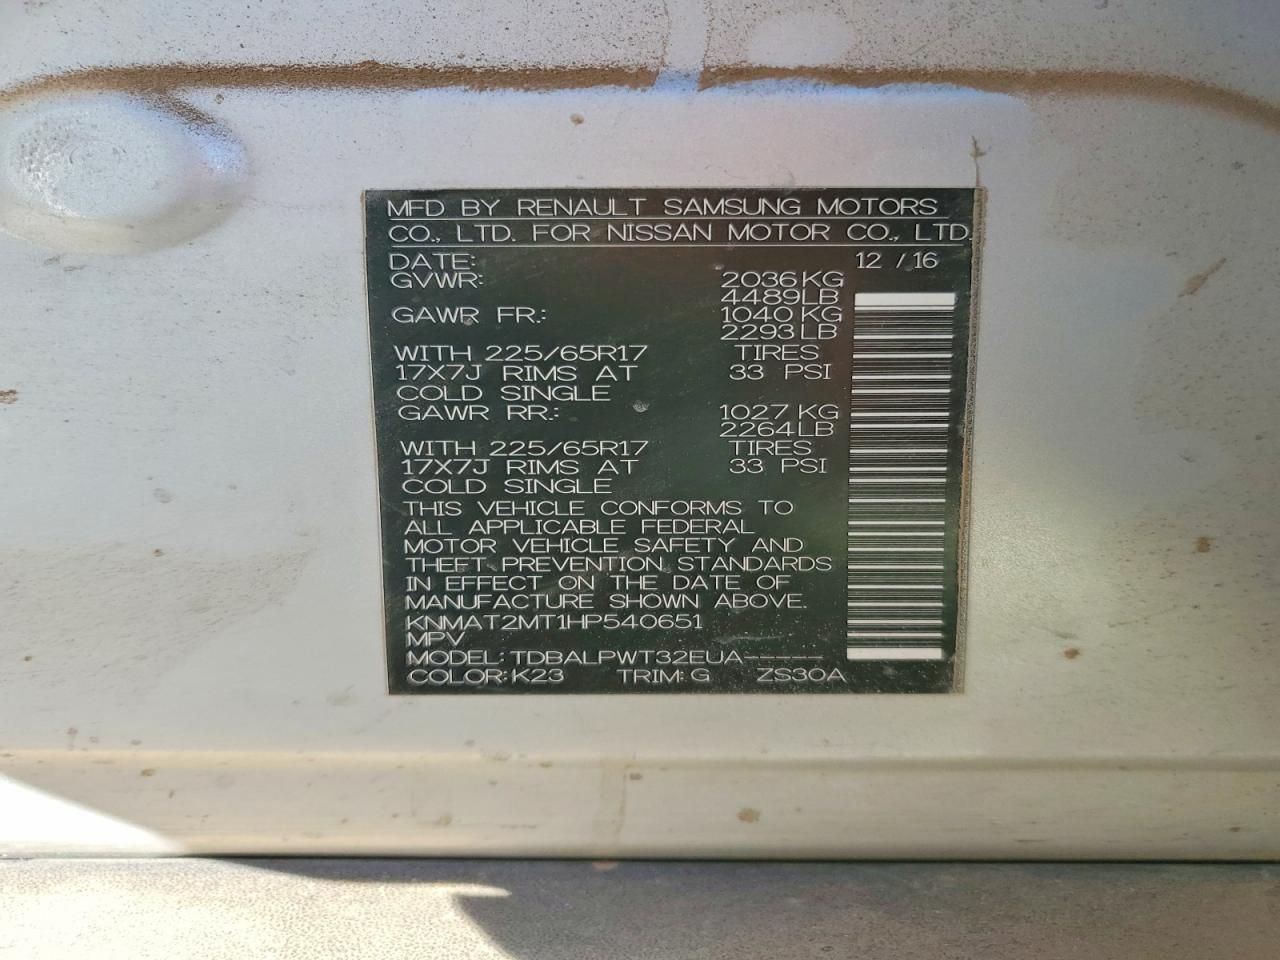 MFD BY RENAULT SAMSUNG MOTORS
CO., LTD. FOR NISSAN MOTOR CO., LTD.
DATE: 12 / 16
GVWR: 2036 KG
4489 LB
GAWR FR.: 1040 KG
2293 LB
WITH 225/65R17 TIRES
17X7J RIMS AT 33 PSI
COLD SINGLE
GAWR RR.: 1027 KG
2264 LB
WITH 225/65R17 TIRES
17X7J RIMS AT 33 PSI
COLD SINGLE
THIS VEHICLE CONFORMS TO
ALL APPLICABLE FEDERAL
MOTOR VEHICLE SAFETY AND
THEFT PREVENTION STANDARDS
IN EFFECT ON THE DATE OF
MANUFACTURE SHOWN ABOVE.
KNMAT2MT1HP540651
MPV
MODEL: TDBALPWT32EUA-----
COLOR: K23 TRIM: G ZS30A